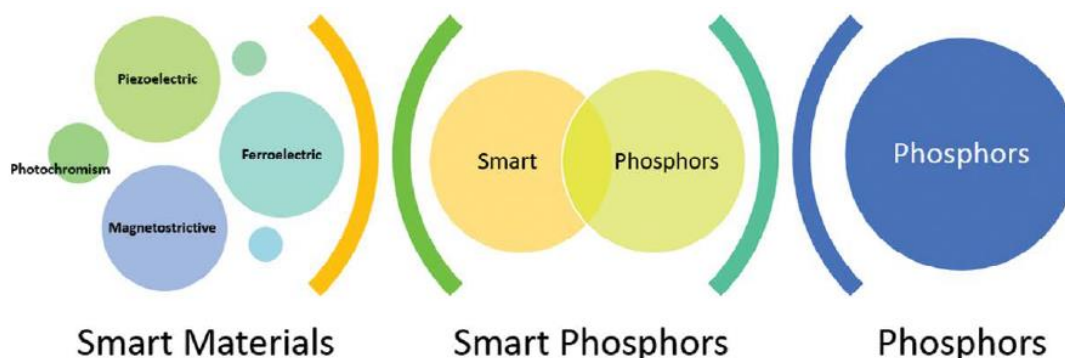 Piezoelectric
Ferroelectric
Photochromism
Magnetostrictive
Smart
Phosphors
Phosphors
Smart Materials
Smart Phosphors
Phosphors